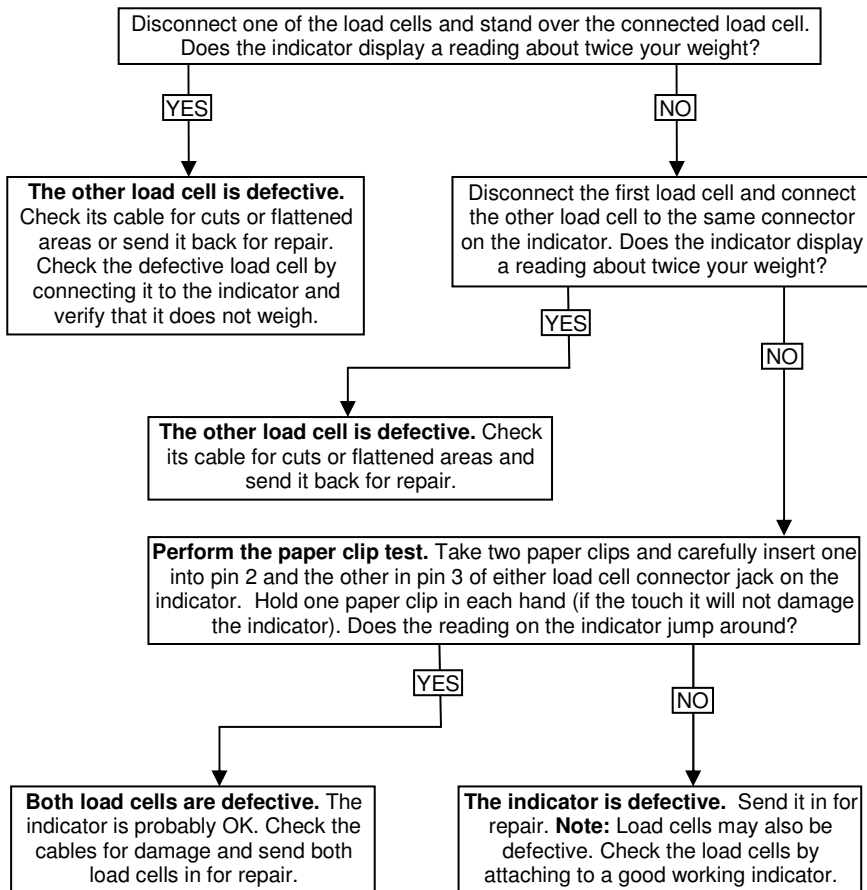 Disconnect one of the load cells and stand over the connected load cell.
Does the indicator display a reading about twice your weight?
YES
NO
The other load cell is defective.
Check its cable for cuts or flattened
areas or send it back for repair.
Check the defective load cell by
connecting it to the indicator and
verify that it does not weigh.
Disconnect the first load cell and connect
the other load cell to the same connector
on the indicator. Does the indicator display
a reading about twice your weight?
YES
NO
The other load cell is defective. Check
its cable for cuts or flattened areas and
send it back for repair.
Perform the paper clip test. Take two paper clips and carefully insert one
into pin 2 and the other in pin 3 of either load cell connector jack on the
indicator.  Hold one paper clip in each hand (if the touch it will not damage
the indicator). Does the reading on the indicator jump around?
YES
NO
Both load cells are defective. The
indicator is probably OK. Check the
cables for damage and send both
load cells in for repair.
The indicator is defective.  Send it in for
repair. Note: Load cells may also be
defective. Check the load cells by
attaching to a good working indicator.